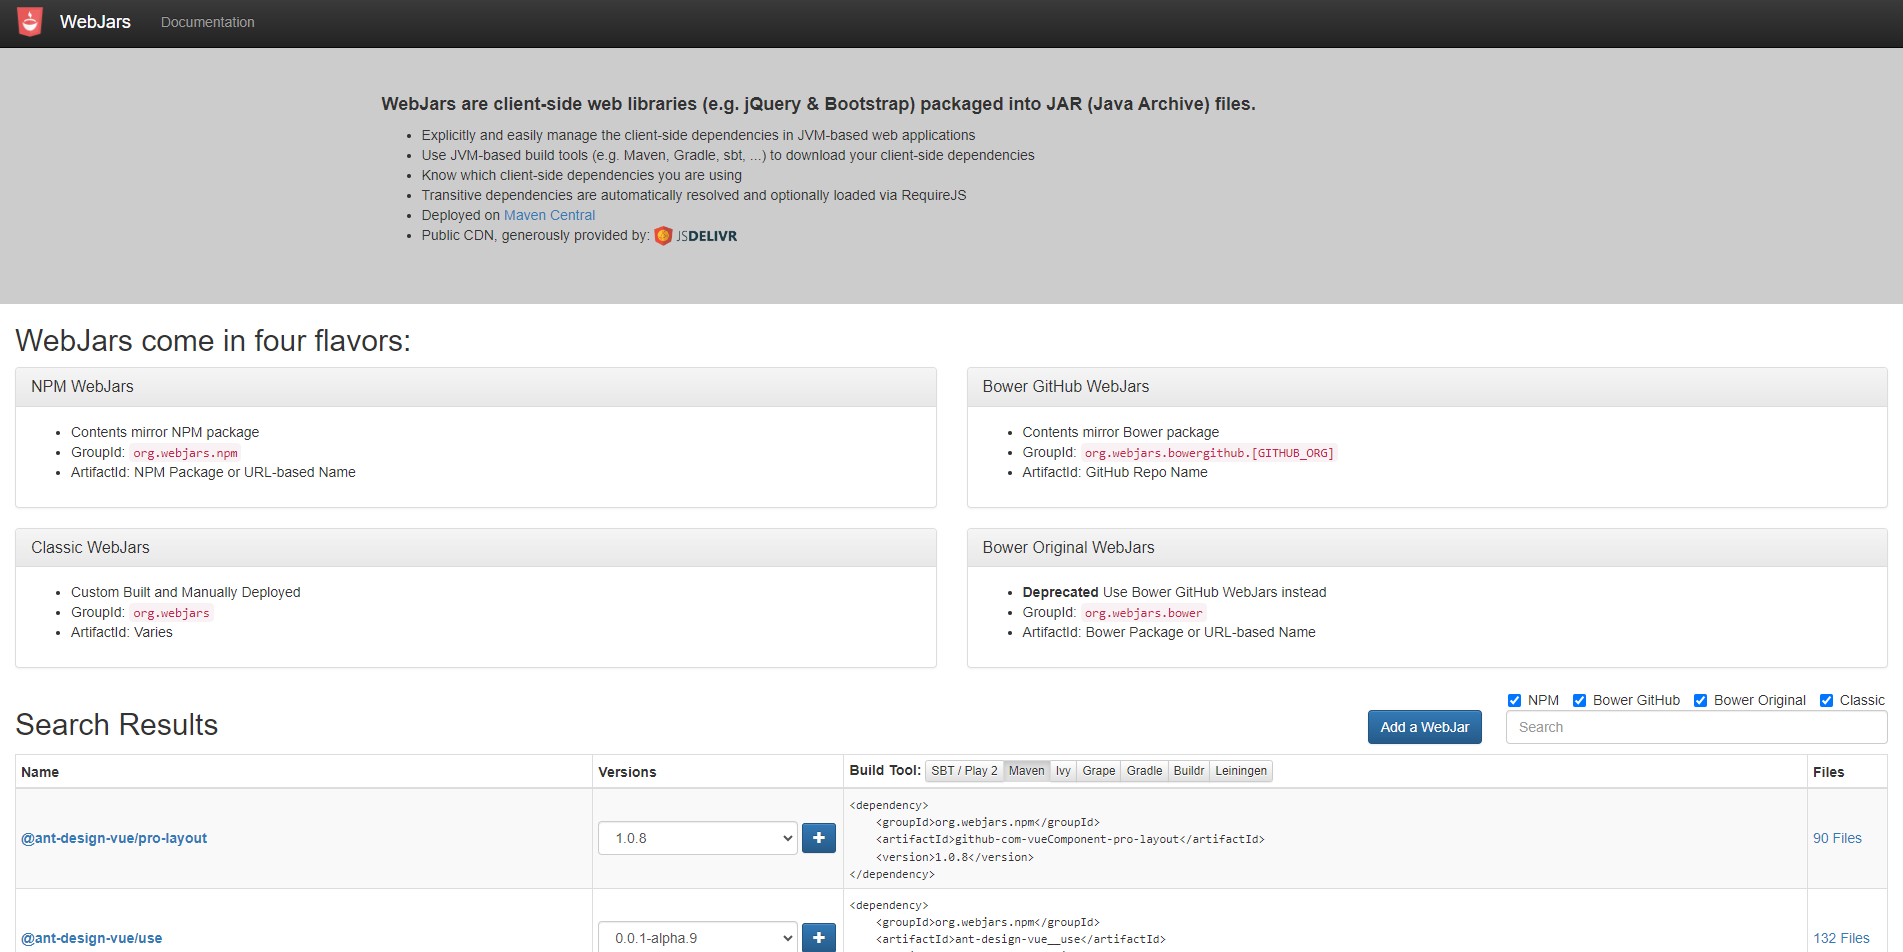 WebJars Documentation
WebJars are client-side web libraries (e.g. jQuery & Bootstrap) packaged into JAR (Java Archive) files.
• Explicitly and easily manage the client-side dependencies in JVM-based web applications
• Use JVM-based build tools (e.g. Maven, Gradle, sbt, ...) to download your client-side dependencies
• Know which client-side dependencies you are using
• Transitive dependencies are automatically resolved and optionally loaded via RequireJS
• Deployed on Maven Central
• Public CDN, generously provided by: JSDELIVR
WebJars come in four flavors:
NPM WebJars
• Contents mirror NPM package
• GroupId: org.webjars.npm
• ArtifactId: NPM Package or URL-based Name
Bower GitHub WebJars
• Contents mirror Bower package
• GroupId: org.webjars.bowergithub.[GITHUB_ORG]
• ArtifactId: GitHub Repo Name
Classic WebJars
• Custom Built and Manually Deployed
• GroupId: org.webjars
• ArtifactId: Varies
Bower Original WebJars
• Deprecated Use Bower GitHub WebJars instead
• GroupId: org.webjars.bower
• ArtifactId: Bower Package or URL-based Name
NPM Bower GitHub Bower Original Classic
Search Results
Add a WebJar
Search
Name Versions Build Tool: SBT / Play 2 Maven Ivy Grape Gradle Buildr Leiningen Files
@ant-design-vue/pro-layout
1.0.8
+
<dependency>
<groupId>org.webjars.npm</groupId>
<artifactId>github-com-vueComponent-pro-layout</artifactId>
<version>1.0.8</version>
</dependency>
90 Files
@ant-design-vue/use
0.0.1-alpha.9
+
<dependency>
<groupId>org.webjars.npm</groupId>
<artifactId>ant-design-vue__use</artifactId>
132 Files